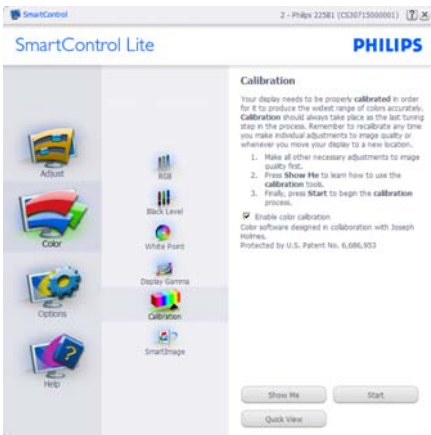 SmartControl
2 - Philips 225B1 (CS30715000001)
SmartControl Lite
PHILIPS
Adjust
Color
Options
Help
RGB
Black Level
White Point
Display Gamma
Calibration
SmartImage
Calibration
Your display needs to be properly calibrated in order
for it to produce the widest range of colors accurately.
Calibration should always take place as the last tuning
step in the process. Remember to recalibrate any time
you make individual adjustments to image quality or
whenever you move your display to a new location.
1. Make all other necessary adjustments to image
quality first.
2. Press Show Me to learn how to use the
calibration tools.
3. Finally, press Start to begin the calibration
process.
Enable color calibration
Color software designed in collaboration with Joseph
Holmes.
Protected by U.S. Patent No. 6,686,953
Show Me
Start
Quick View